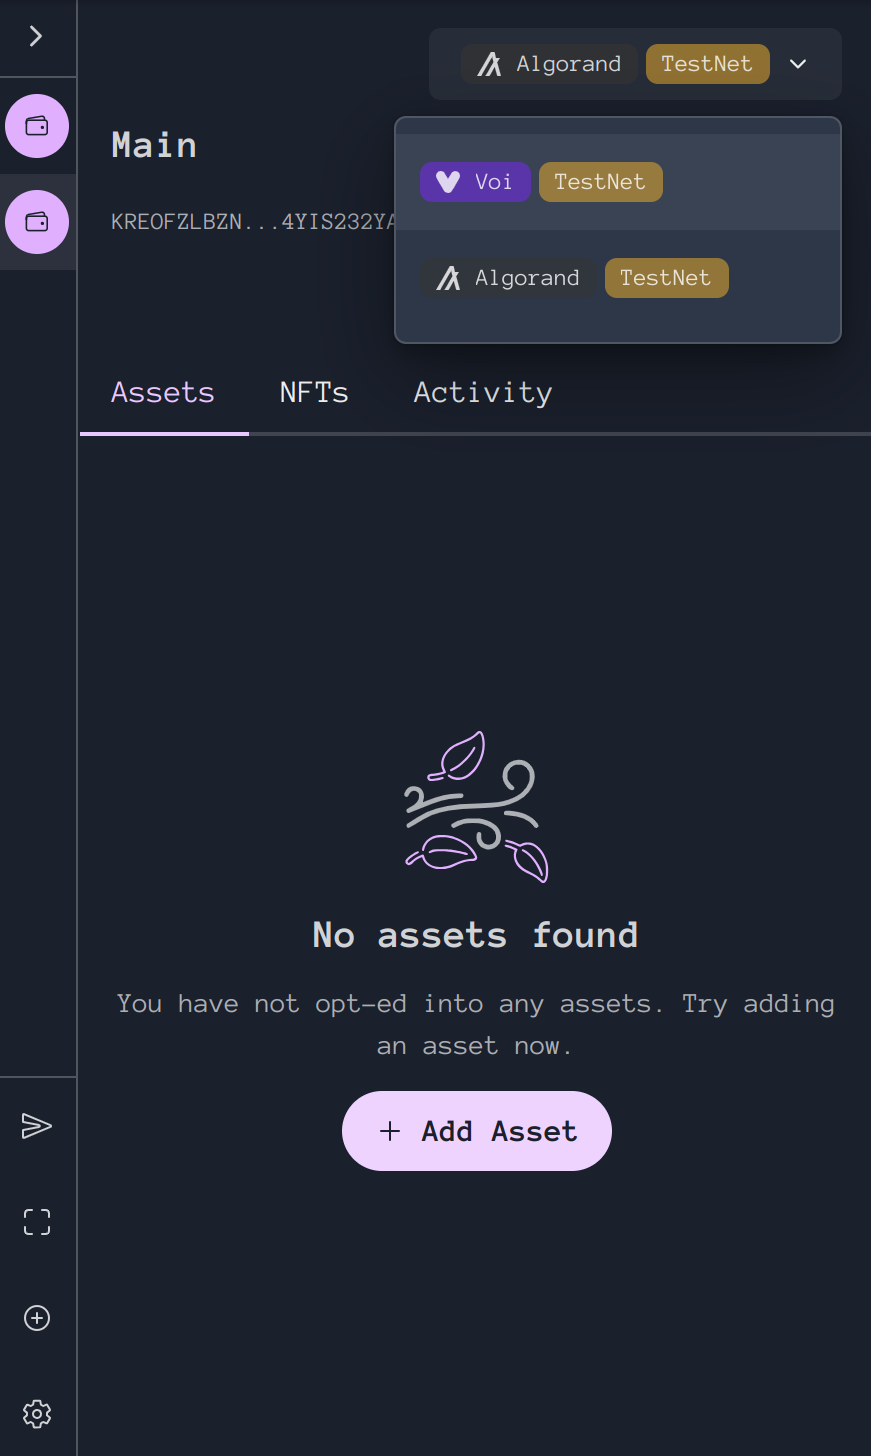 Algorand TestNet
Main
Voi TestNet
KREOFZLBZN...4YIS232YA
Algorand TestNet
Assets NFTs Activity
No assets found
You have not opt-ed into any assets. Try adding
an asset now.
+ Add Asset